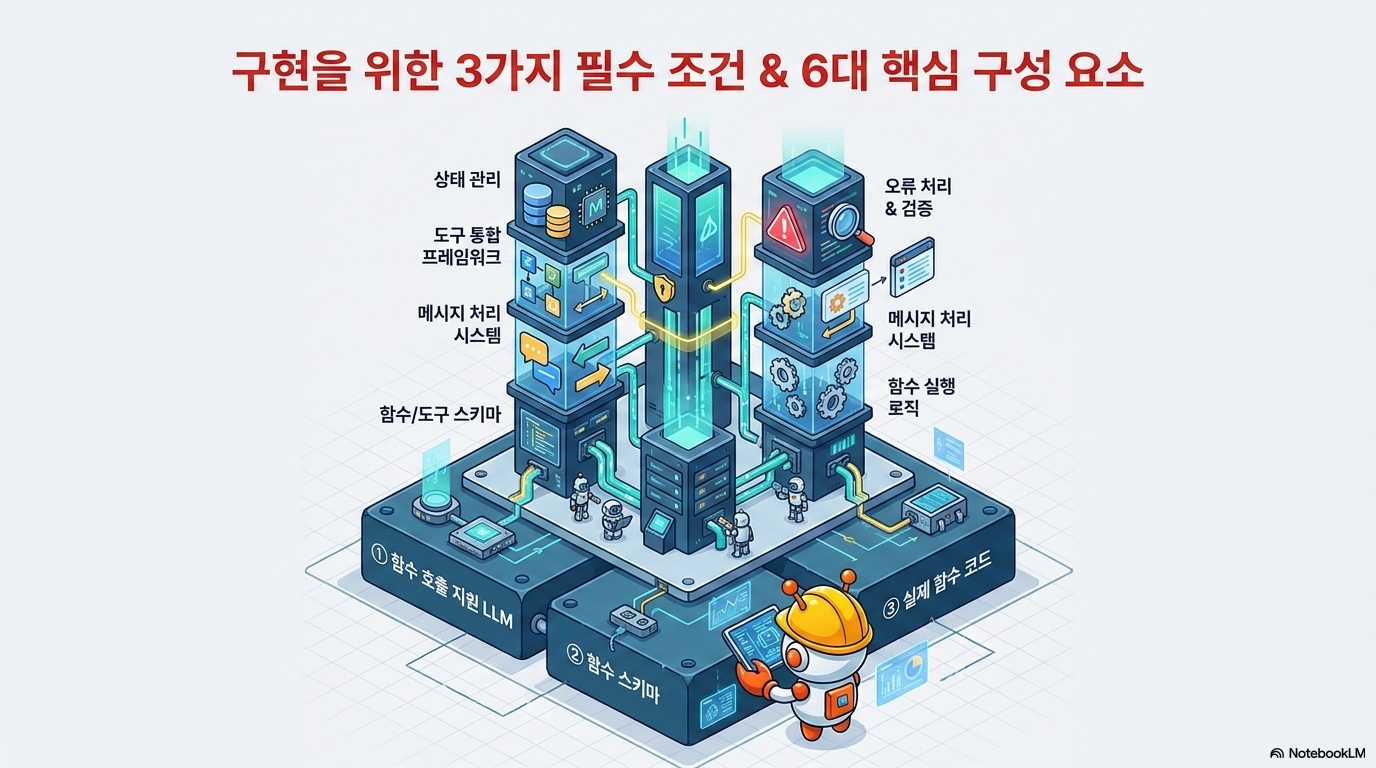 구현을 위한 3가지 필수 조건 & 6대 핵심 구성 요소
상태 관리
도구 통합
프레임워크
메시지 처리
시스템
함수/도구 스키마
오류 처리
& 검증
메시지 처리
시스템
함수 실행
로직
M
① 함수 호출 지원 LLM
② 함수 스키마
③ 실제 함수 코드
NotebookLM